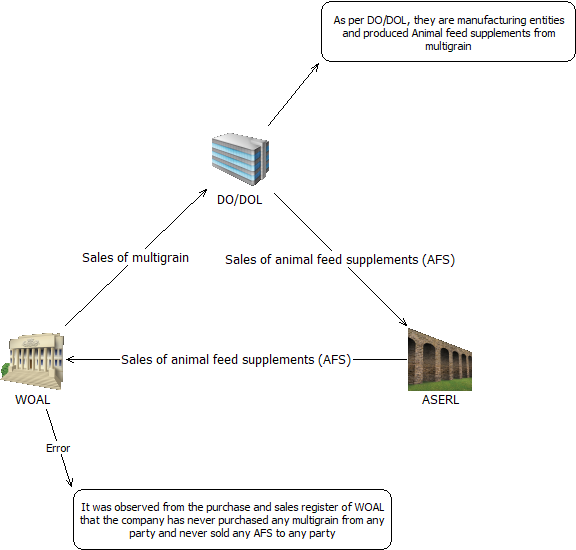 As per DO/DOL, they are manufacturing entities
and produced Animal feed supplements from
multigrain
DO/DOL
Sales of multigrain
Sales of animal feed supplements (AFS)
Sales of animal feed supplements (AFS)
WOAL
ASERL
Error
It was observed from the purchase and sales register of WOAL
that the company has never purchased any multigrain from any
party and never sold any AFS to any party